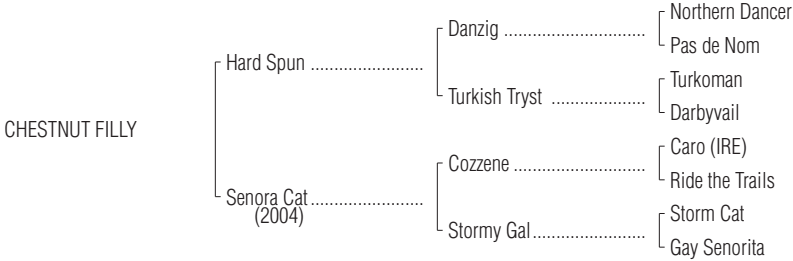 Northern Dancer
Danzig ..............................
Pas de Nom
Hard Spun ........................
Turkoman
Turkish Tryst ....................
Darbyvail
CHESTNUT FILLY
Caro (IRE)
Cozzene ............................
Ride the Trails
Senora Cat ........................
(2004)
Storm Cat
Stormy Gal ........................
Gay Senorita